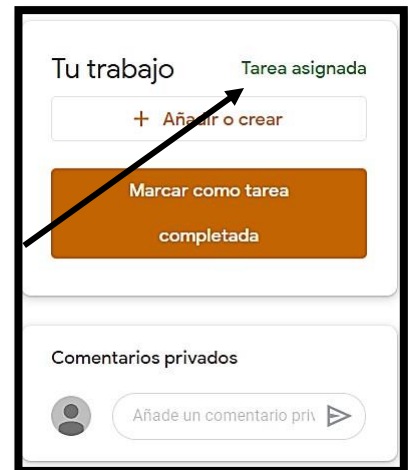 Tu trabajo Tarea asignada
+ Añadir o crear
Marcar como tarea
completada
Comentarios privados
Añade un comentario priv